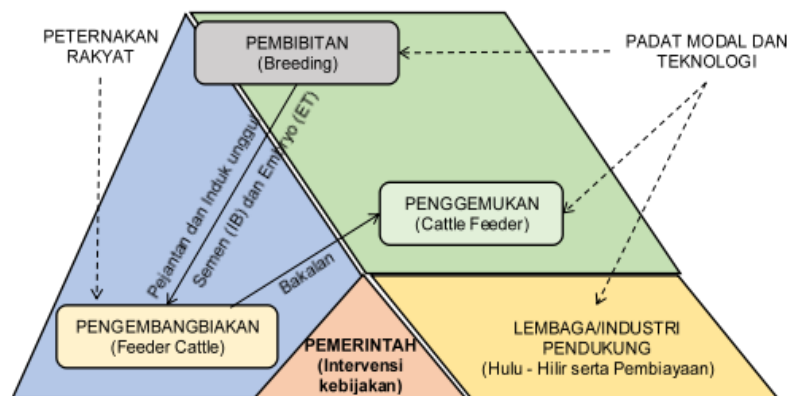 PETERNAKAN
RAKYAT
PEMBIBITAN
(Breeding)
PADAT MODAL DAN
TEKNOLOGI
Pejantan dan Induk unggul
Semen (IB) dan Embryo (ET)
PENGGEMUKAN
(Cattle Feeder)
Bakalan
PENGEMBANGBIAKAN
(Feeder Cattle)
PEMERINTAH
(Intervensi
kebijakan)
LEMBAGA/INDUSTRI
PENDUKUNG
(Hulu - Hilir serta Pembiayaan)